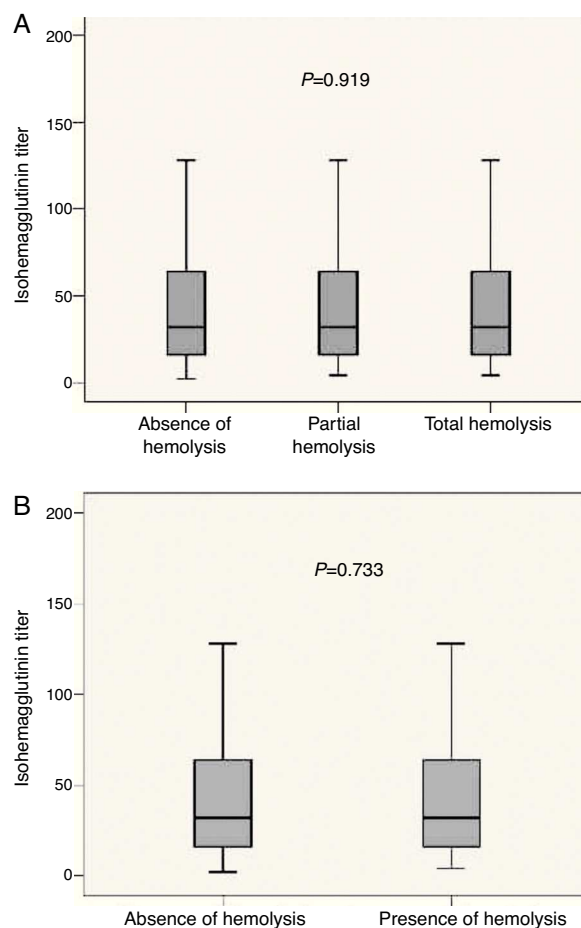 A
200
150
100
50
0
Isohemagglutinin titer
P=0.919
Absence of
hemolysis
Partial
hemolysis
Total hemolysis
B
200
150
100
50
0
Isohemagglutinin titer
P=0.733
Absence of hemolysis
Presence of hemolysis